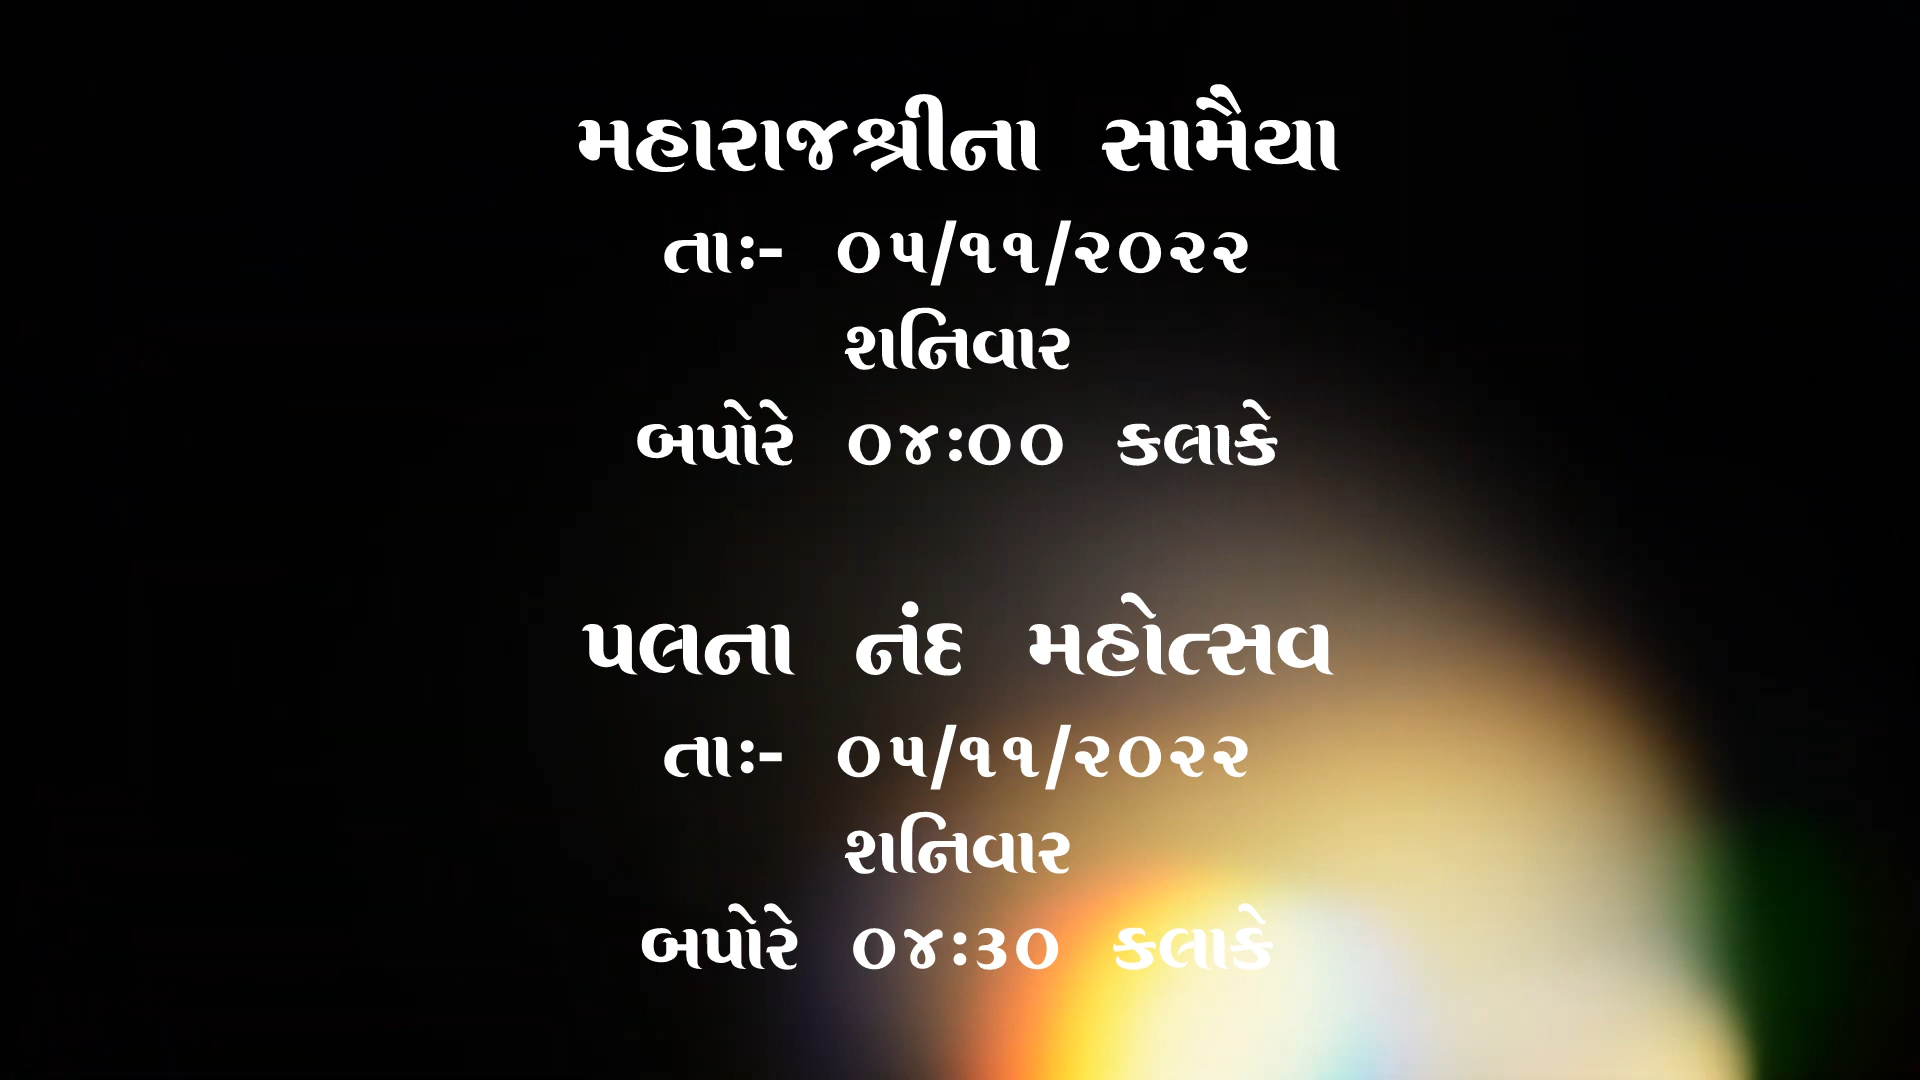 મહારાજશ્રીના સામૈયા
તાઃ- ૦૫/૧૧/૨૦૨૨
શનિવાર
બપોરે ૦૪ઃ૦૦ કલાકે
પલના નંદ મહોત્સવ
તાઃ- ૦૫/૧૧/૨૦૨૨
શનિવાર
બપોરે ૦૪ઃ૩૦ કલાકે